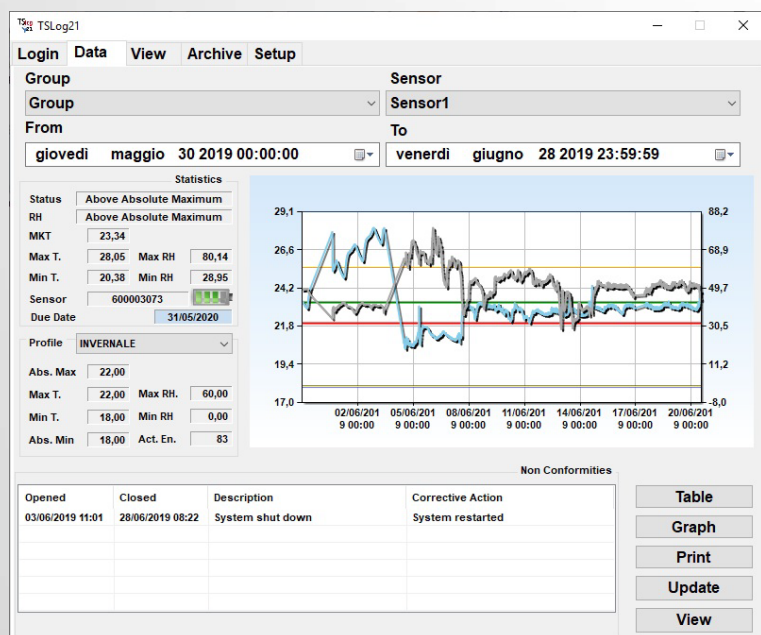 TSLog21
Login Data View Archive Setup
Group Sensor
Group Sensor1
From To
giovedì maggio 30 2019 00:00:00 venerdì giugno 28 2019 23:59:59
Statistics
Status Above Absolute Maximum
RH Above Absolute Maximum
MKT 23,34
Max T. 28,05 Max RH 80,14
Min T. 20,38 Min RH 28,95
Sensor 600003073
Due Date 31/05/2020
Profile INVERNALE
Abs. Max 22,00
Max T. 22,00 Max RH. 60,00
Min T. 18,00 Min RH 0,00
Abs. Min 18,00 Act. En. 83
29,1 88,2
26,6 68,9
24,2 49,7
21,8 30,5
19,4 11,2
17,0 -8,0
02/06/201 05/06/201 08/06/201 11/06/201 14/06/201 17/06/201 20/06/201
9 00:00 9 00:00 9 00:00 9 00:00 9 00:00 9 00:00 9 00:00
Non Conformities
Opened Closed Description Corrective Action
03/06/2019 11:01 28/06/2019 08:22 System shut down System restarted
Table
Graph
Print
Update
View